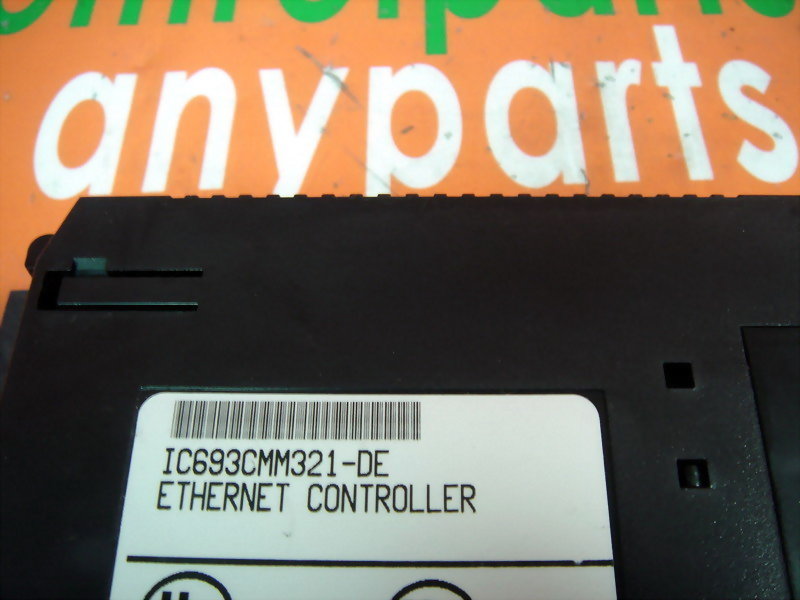 anyparts
IC693CMM321-DE
ETHERNET CONTROLLER